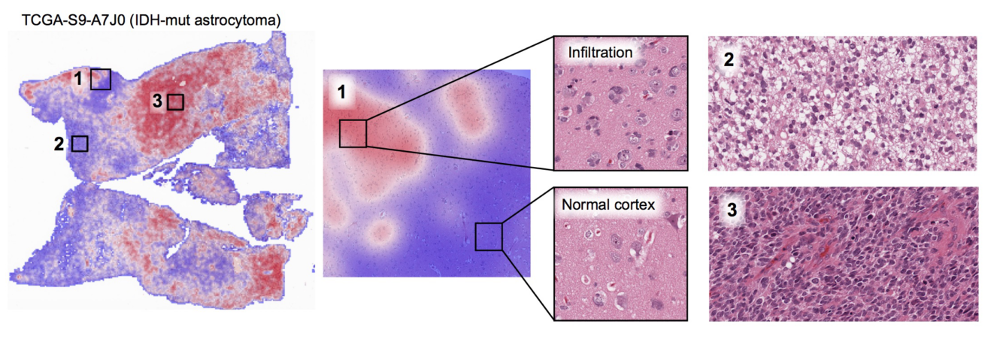 TCGA-S9-A7J0 (IDH-mut astrocytoma)
1
3
2
1
Infiltration
Normal cortex
2
3